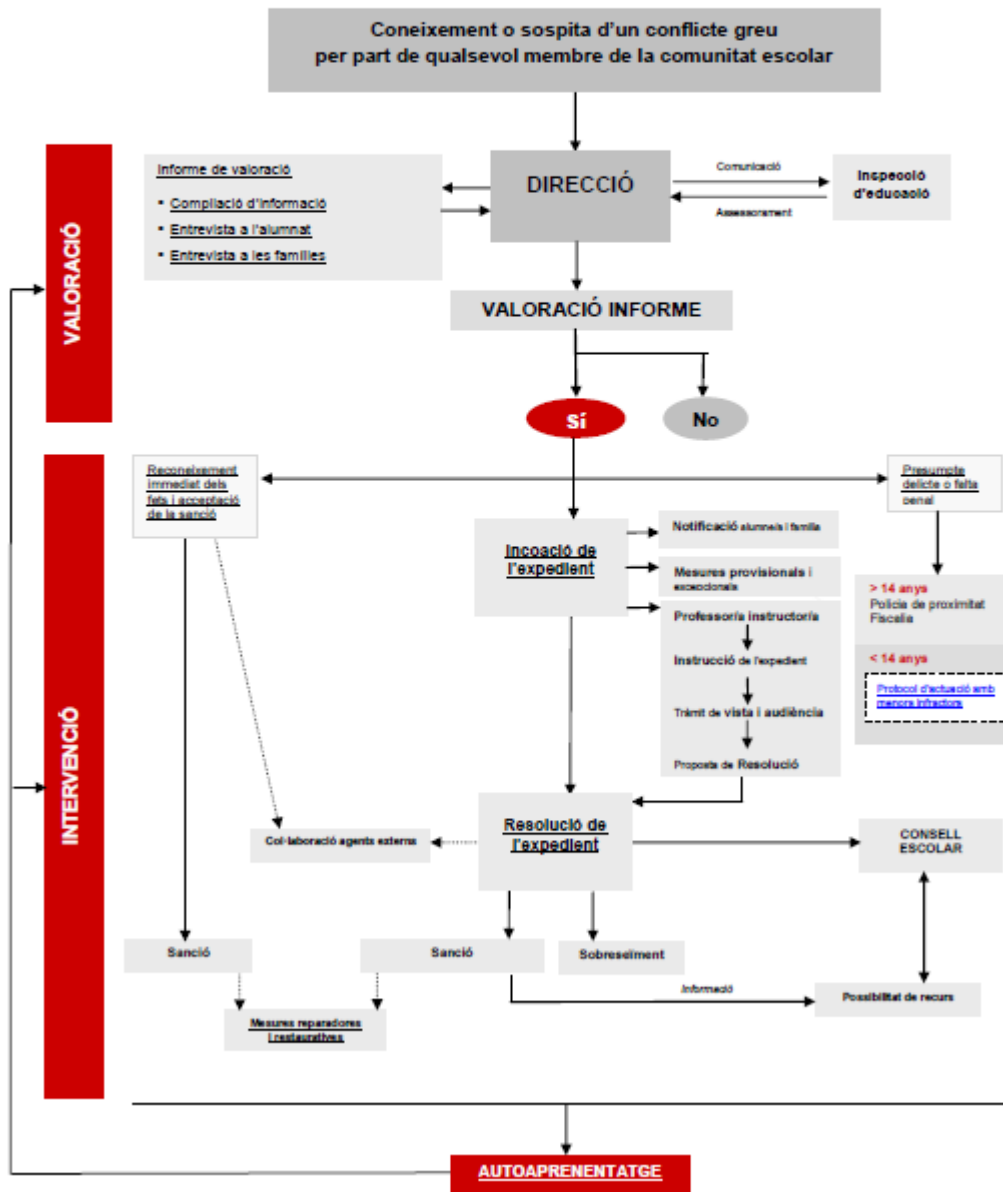 Coneixement o sospita d'un conflicte greu
per part de qualsevol membre de la comunitat escolar
VALORACIÓ
Informe de valoració
▪ Compilació d'informació
▪ Entrevista a l'alumnat
▪ Entrevista a les famílies
DIRECCIÓ
Comunicació
Assessorament
Inspecció
d'educació
VALORACIÓ INFORME
Sí
No
INTERVENCIÓ
Reconeixement
immediat dels
fets i acceptació
de la sanció
Presumpte
delicte o falta
penal
Incoació de
l'expedient
Notificació alumne/s i família
Mesures provisionals i
excepcionals
Professor/a instructor/a
Instrucció de l'expedient
Tràmit de vista i audiència
Proposta de Resolució
> 14 anys
Policia de proximitat
Fiscalia
< 14 anys
Protocol d'actuació amb
menors infractors
Resolució de
l'expedient
Col·laboració agents externs
CONSELL
ESCOLAR
Sanció
Sanció
Sobreseïment
Informació
Possibilitat de recurs
Mesures reparadores
i restauratives
AUTOAPRENENTATGE